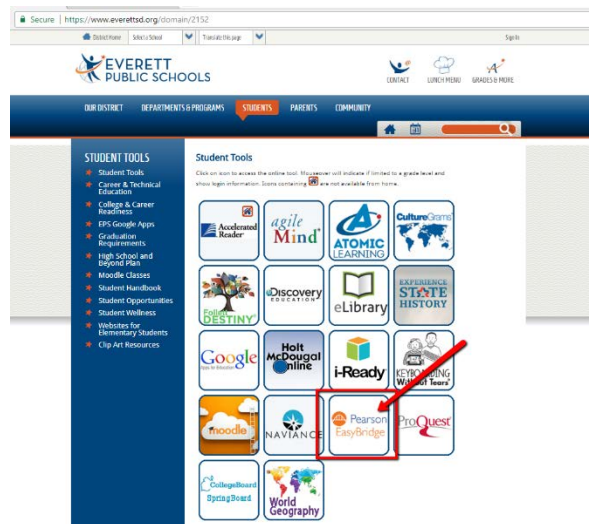 Secure | https://www.everettsd.org/domain/2152
District Home Select a School Translate this page Sign In
EVERETT
PUBLIC SCHOOLS
CONTACT LUNCH MENU GRADES & MORE
OUR DISTRICT DEPARTMENTS & PROGRAMS STUDENTS PARENTS COMMUNITY
STUDENT TOOLS
Student Tools
Career & Technical
Education
College & Career
Readiness
EPS Google Apps
Graduation
Requirements
High School and
Beyond Plan
Moodle Classes
Student Handbook
Student Opportunities
Student Wellness
Websites for
Elementary Students
Clip Art Resources
Student Tools
Click on icon to access the online tool. Mouseover will indicate if limited to a grade level and
show login information. Icons containing are not available from home.
Accelerated
Reader
agile
Mind
ATOMIC
LEARNING
CultureGrams
Follett
DESTINY
Discovery
EDUCATION
eLibrary
EXPERIENCE
STATE
HISTORY
Google
Apps for Education
Holt
McDougal
Online
i-Ready
KEYBOARDING
Without Tears
moodle
NAVIANCE
Pearson
EasyBridge
ProQuest
CollegeBoard
SpringBoard
World
Geography